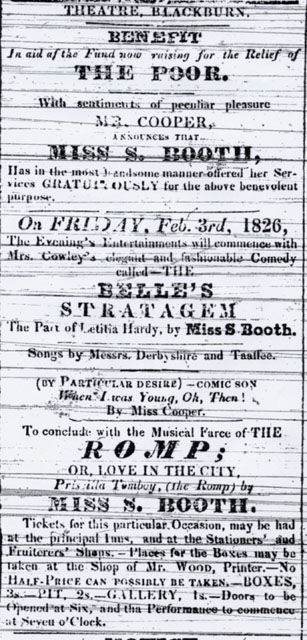 THEATRE, BLACKBURN.
BENEFIT
In aid of the Fund now raising for the Relief of
THE POOR.
With sentiments of peculiar pleasure
MR. COOPER,
ANNOUNCES THAT
MISS S. BOOTH,
Has in the most handsome manner offered her Ser-
vices GRATUITOUSLY for the above benevolent
purpose.
On FRIDAY, Feb. 3rd, 1826,
The Evening's Entertainments will commence with
Mrs. Cowley's elegant and fashionable Comedy
called—THE
BELLE'S
STRATAGEM
The Part of Letitia Hardy, by Miss S. Booth.
Songs by Messrs. Derbyshire and Taaffee.
(BY PARTICULAR DESIRE) —COMIC SON
When I was Young, Oh, Then!
By Miss Cooper.
To conclude with the Musical Farce of THE
ROMP;
OR, LOVE IN THE CITY,
Priscilla Tomboy, (the Romp) by
MISS S. BOOTH.
Tickets for this particular Occasion, may be had
at the principal Inns, and at the Stationers' and
Fruiterers' Shops.—Places for the Boxes may be
taken at the Shop of Mr. WOOD, Printer.—No
HALF-PRICE CAN POSSIBLY BE TAKEN.—BOXES,
3s.—PIT, 2s.—GALLERY, 1s.—Doors to be
Opened at Six, and tha Performance to commence
at Seven o'Clock.